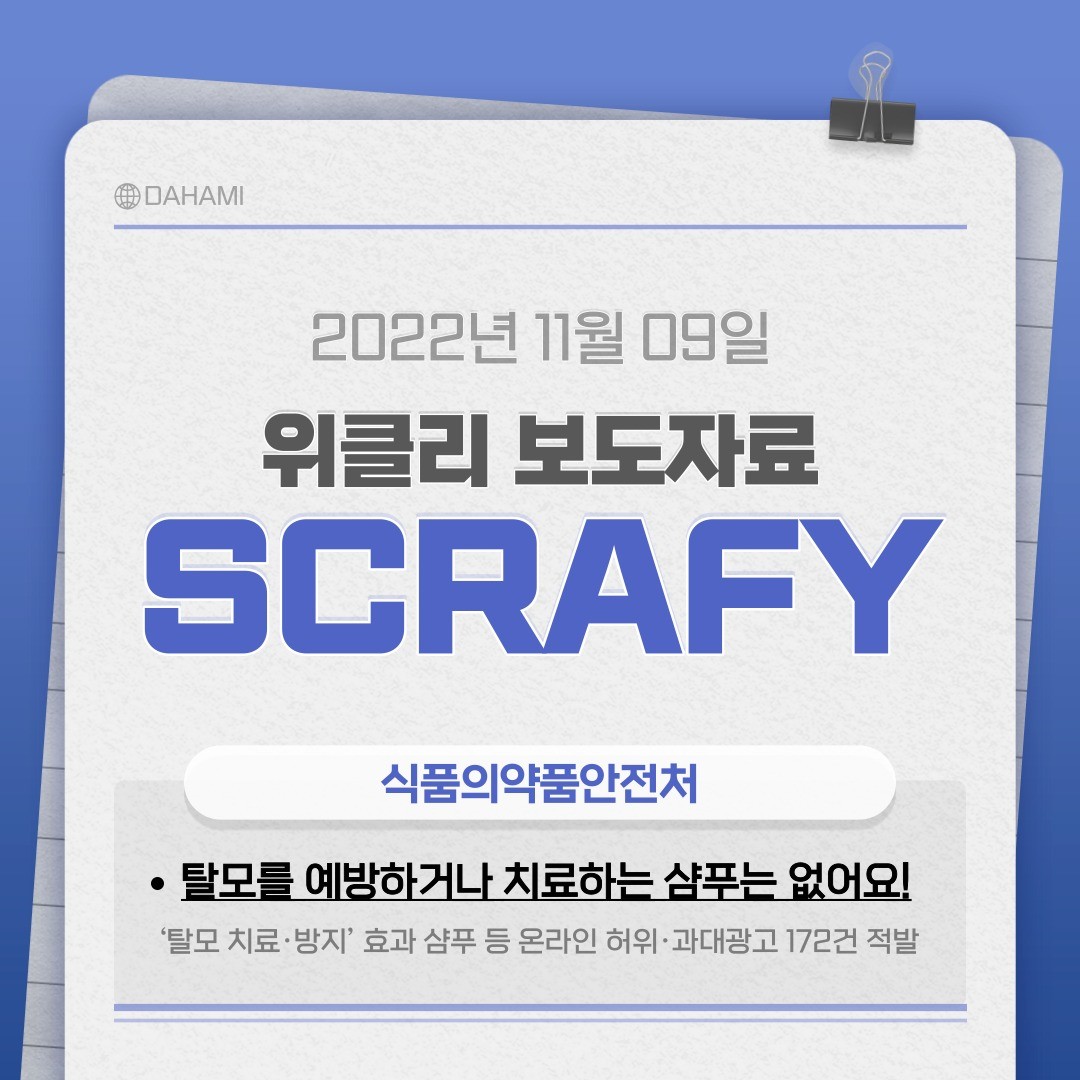 DAHAMI
2022년 11월 09일
위클리 보도자료
SCRAFY
식품의약품안전처
• 탈모를 예방하거나 치료하는 샴푸는 없어요!
‘탈모 치료·방지’ 효과 샴푸 등 온라인 허위·과대광고 172건 적발